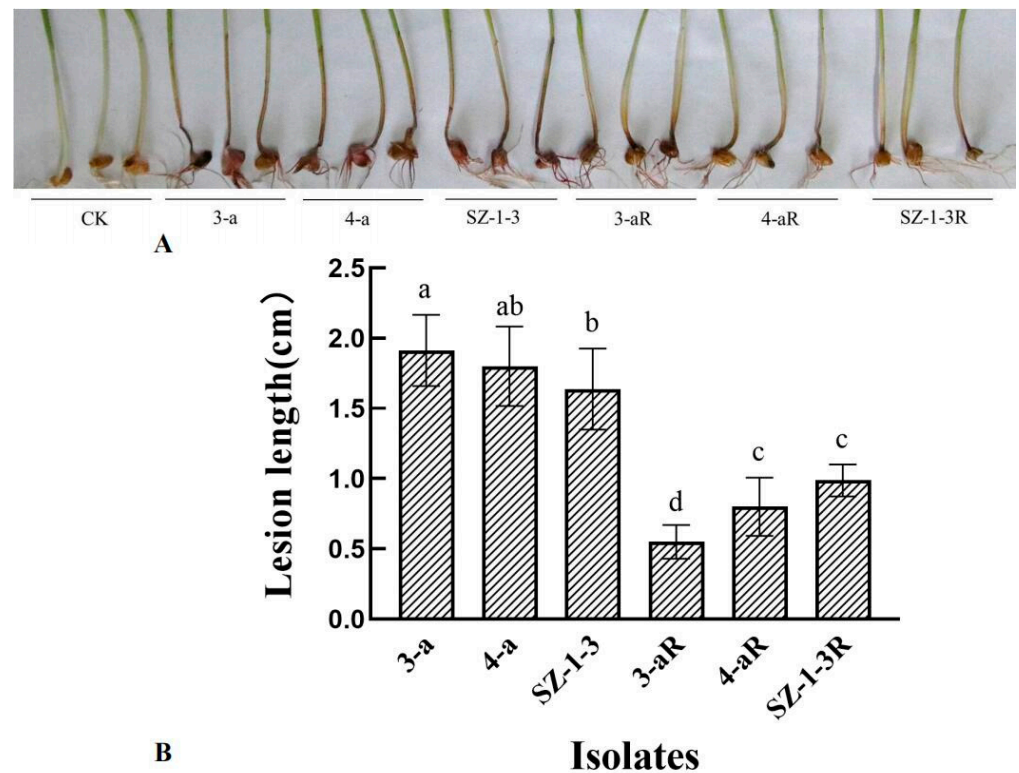 CK 3-a 4-a SZ-1-3 3-aR 4-aR SZ-1-3R
A
Lesion length(cm）
2.5
2.0
1.5
1.0
0.5
0.0
a
ab
b
d
c
c
3-a
4-a
SZ-1-3
3-aR
4-aR
SZ-1-3R
B
Isolates